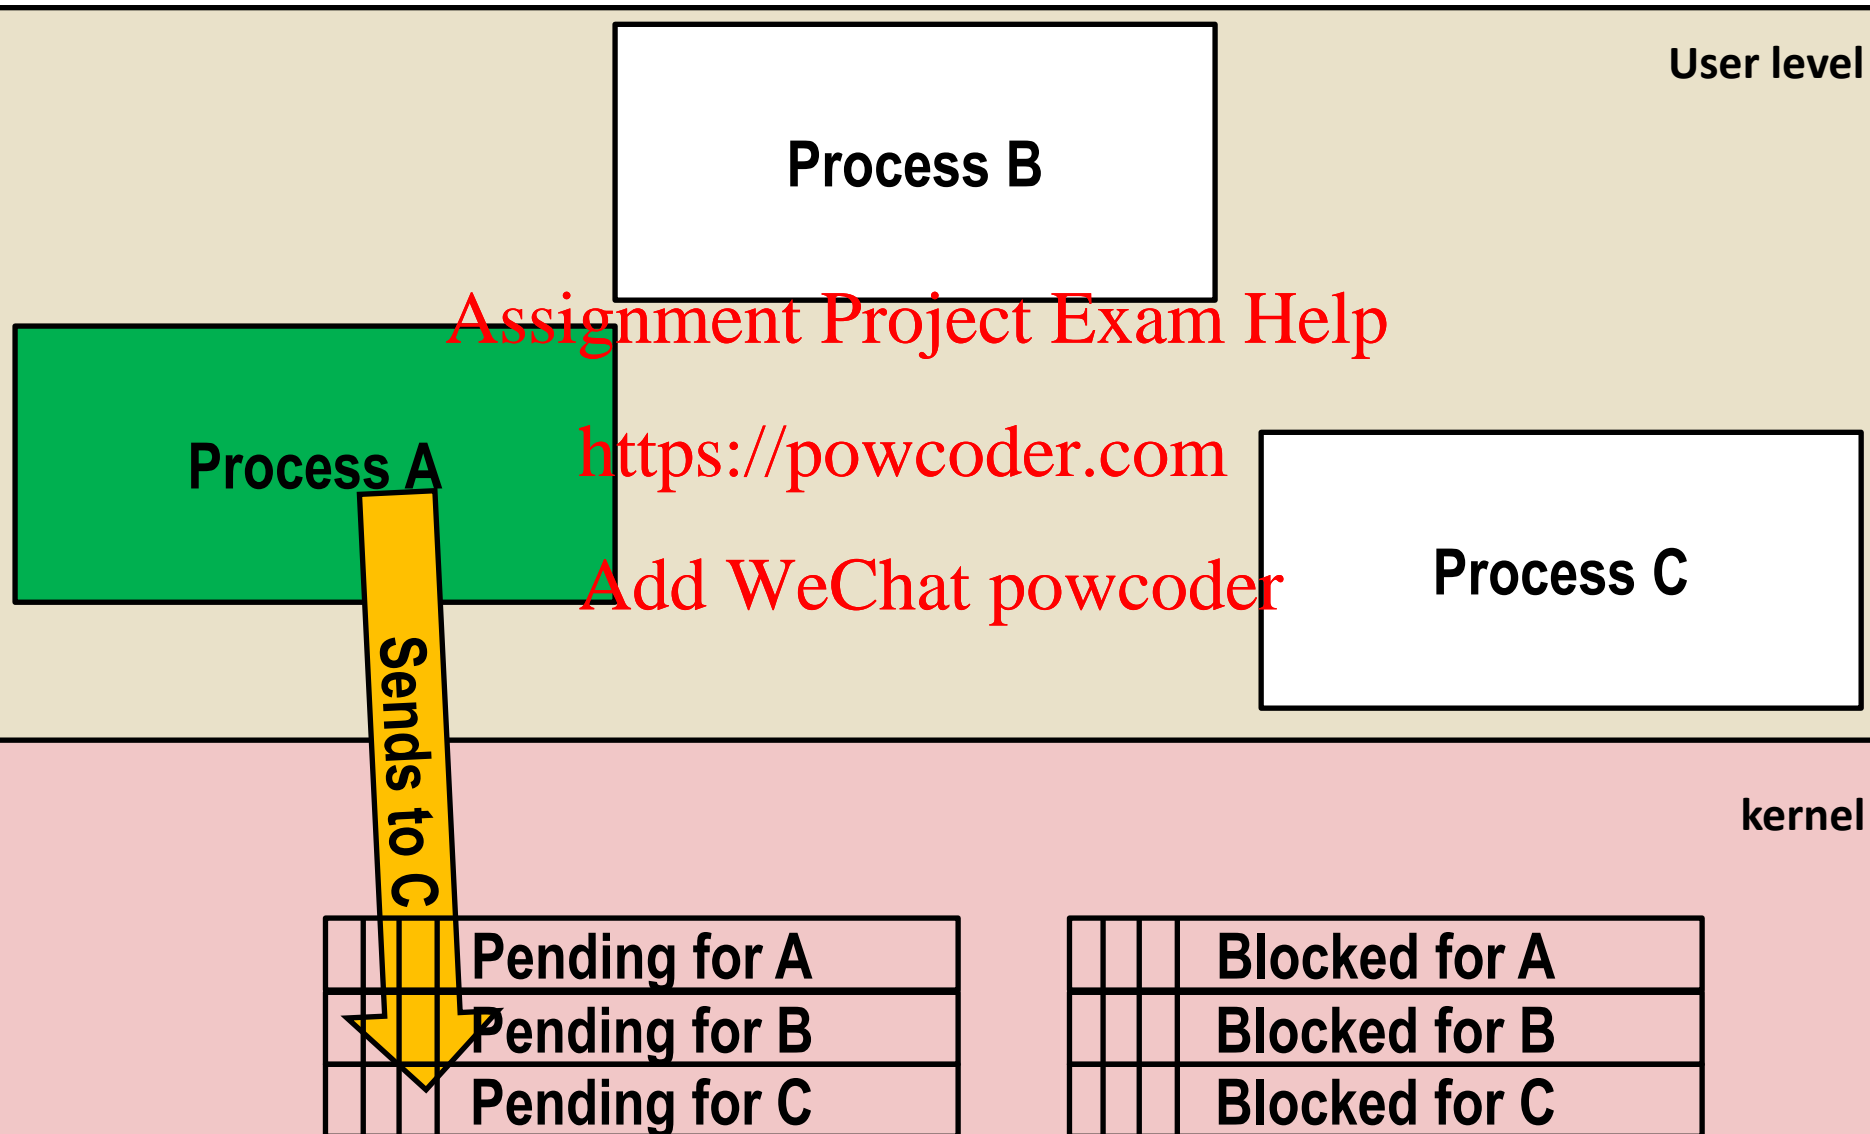 User level
Process B
Assignment Project Exam Help
Process A
https://powcoder.com
Add WeChat powcoder
Process C
Sends to C
kernel
Pending for A
Blocked for A
Pending for B
Blocked for B
Pending for C
Blocked for C